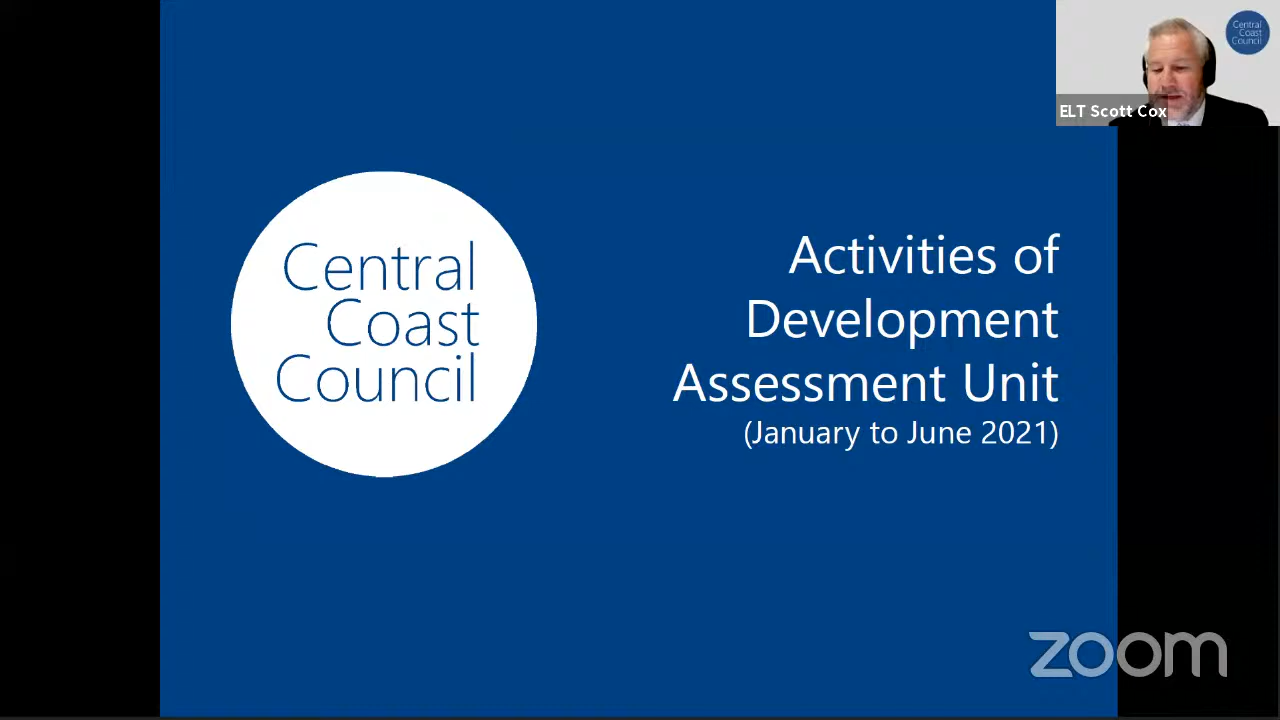 Central
Coast
Council
ELT Scott Cox
Central
Coast
Council
Activities of
Development
Assessment Unit
(January to June 2021)
zoom